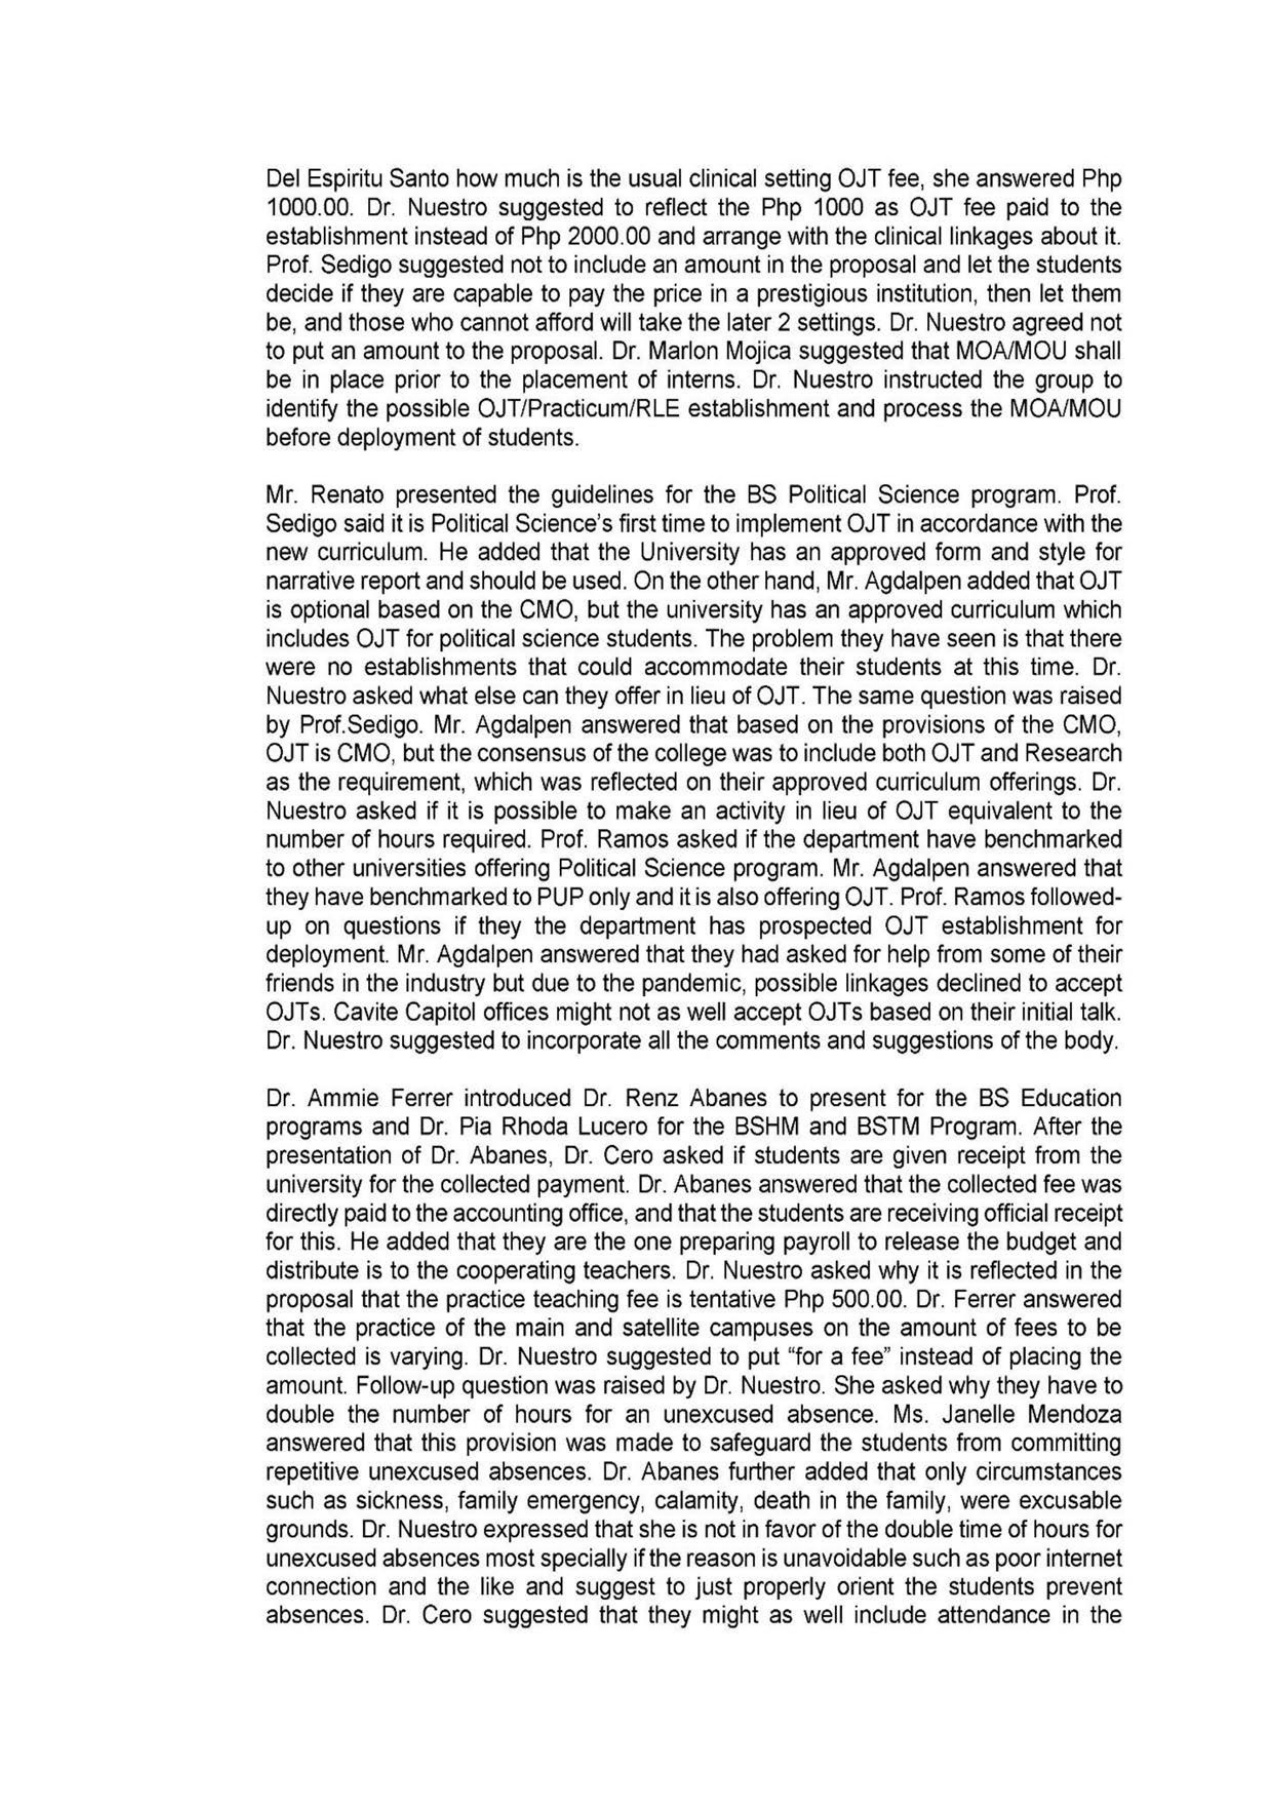 Del Espiritu Santo how much is the usual clinical setting OJT fee, she answered Php
1000.00. Dr. Nuestro suggested to reflect the Php 1000 as OJT fee paid to the
establishment instead of Php 2000.00 and arrange with the clinical linkages about it.
Prof. Sedigo suggested not to include an amount in the proposal and let the students
decide if they are capable to pay the price in a prestigious institution, then let them
be, and those who cannot afford will take the later 2 settings. Dr. Nuestro agreed not
to put an amount to the proposal. Dr. Marlon Mojica suggested that MOA/MOU shall
be in place prior to the placement of interns. Dr. Nuestro instructed the group to
identify the possible OJT/Practicum/RLE establishment and process the MOA/MOU
before deployment of students.
Mr. Renato presented the guidelines for the BS Political Science program. Prof.
Sedigo said it is Political Science's first time to implement OJT in accordance with the
new curriculum. He added that the University has an approved form and style for
narrative report and should be used. On the other hand, Mr. Agdalpen added that OJT
is optional based on the CMO, but the university has an approved curriculum which
includes OJT for political science students. The problem they have seen is that there
were no establishments that could accommodate their students at this time. Dr.
Nuestro asked what else can they offer in lieu of OJT. The same question was raised
by Prof.Sedigo. Mr. Agdalpen answered that based on the provisions of the CMO,
OJT is CMO, but the consensus of the college was to include both OJT and Research
as the requirement, which was reflected on their approved curriculum offerings. Dr.
Nuestro asked if it is possible to make an activity in lieu of OJT equivalent to the
number of hours required. Prof. Ramos asked if the department have benchmarked
to other universities offering Political Science program. Mr. Agdalpen answered that
they have benchmarked to PUP only and it is also offering OJT. Prof. Ramos followed-
up on questions if they the department has prospected OJT establishment for
deployment. Mr. Agdalpen answered that they had asked for help from some of their
friends in the industry but due to the pandemic, possible linkages declined to accept
OJTs. Cavite Capitol offices might not as well accept OJTs based on their initial talk.
Dr. Nuestro suggested to incorporate all the comments and suggestions of the body.
Dr. Ammie Ferrer introduced Dr. Renz Abanes to present for the BS Education
programs and Dr. Pia Rhoda Lucero for the BSHM and BSTM Program. After the
presentation of Dr. Abanes, Dr. Cero asked if students are given receipt from the
university for the collected payment. Dr. Abanes answered that the collected fee was
directly paid to the accounting office, and that the students are receiving official receipt
for this. He added that they are the one preparing payroll to release the budget and
distribute is to the cooperating teachers. Dr. Nuestro asked why it is reflected in the
proposal that the practice teaching fee is tentative Php 500.00. Dr. Ferrer answered
that the practice of the main and satellite campuses on the amount of fees to be
collected is varying. Dr. Nuestro suggested to put “for a fee” instead of placing the
amount. Follow-up question was raised by Dr. Nuestro. She asked why they have to
double the number of hours for an unexcused absence. Ms. Janelle Mendoza
answered that this provision was made to safeguard the students from committing
repetitive unexcused absences. Dr. Abanes further added that only circumstances
such as sickness, family emergency, calamity, death in the family, were excusable
grounds. Dr. Nuestro expressed that she is not in favor of the double time of hours for
unexcused absences most specially if the reason is unavoidable such as poor internet
connection and the like and suggest to just properly orient the students prevent
absences. Dr. Cero suggested that they might as well include attendance in the